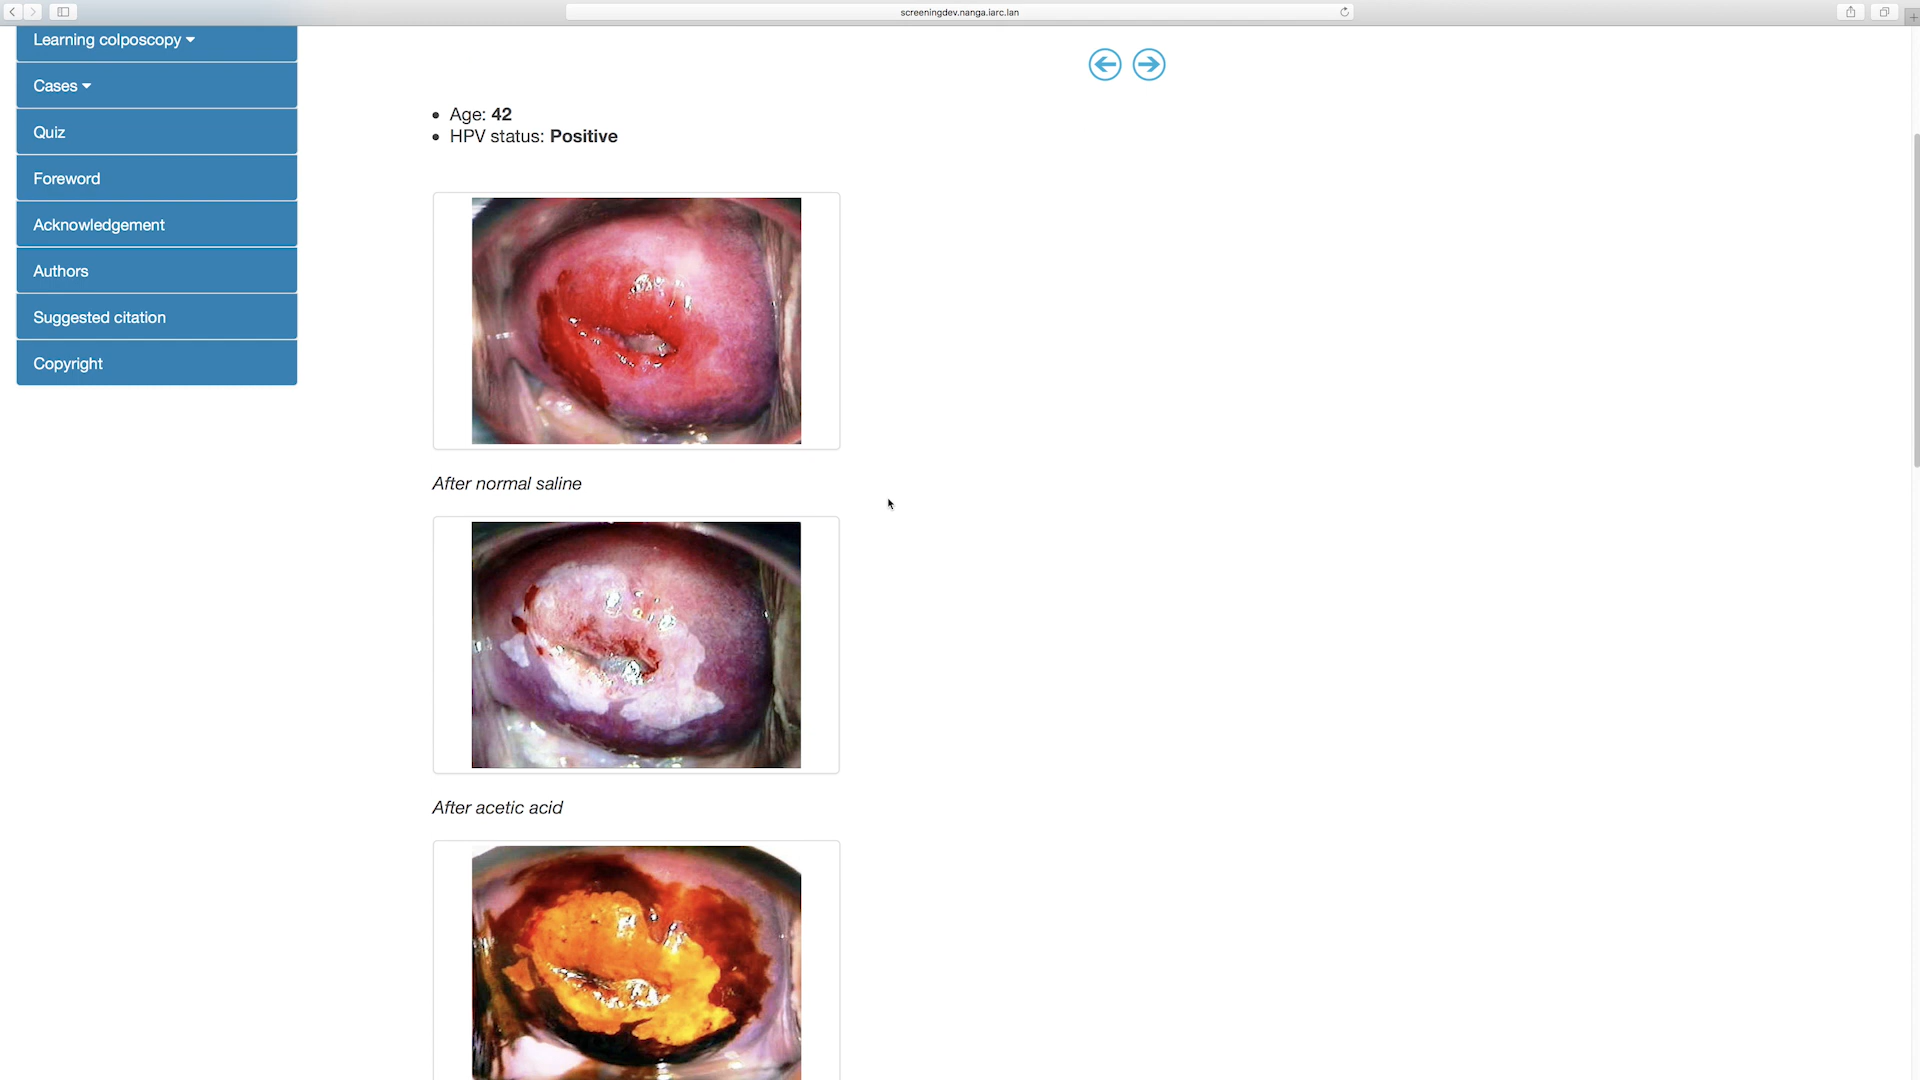 screeningdev.nanga.iarc.lan
Learning colposcopy
Cases
Quiz
Foreword
Acknowledgement
Authors
Suggested citation
Copyright
Age: 42
HPV status: Positive
After normal saline
After acetic acid